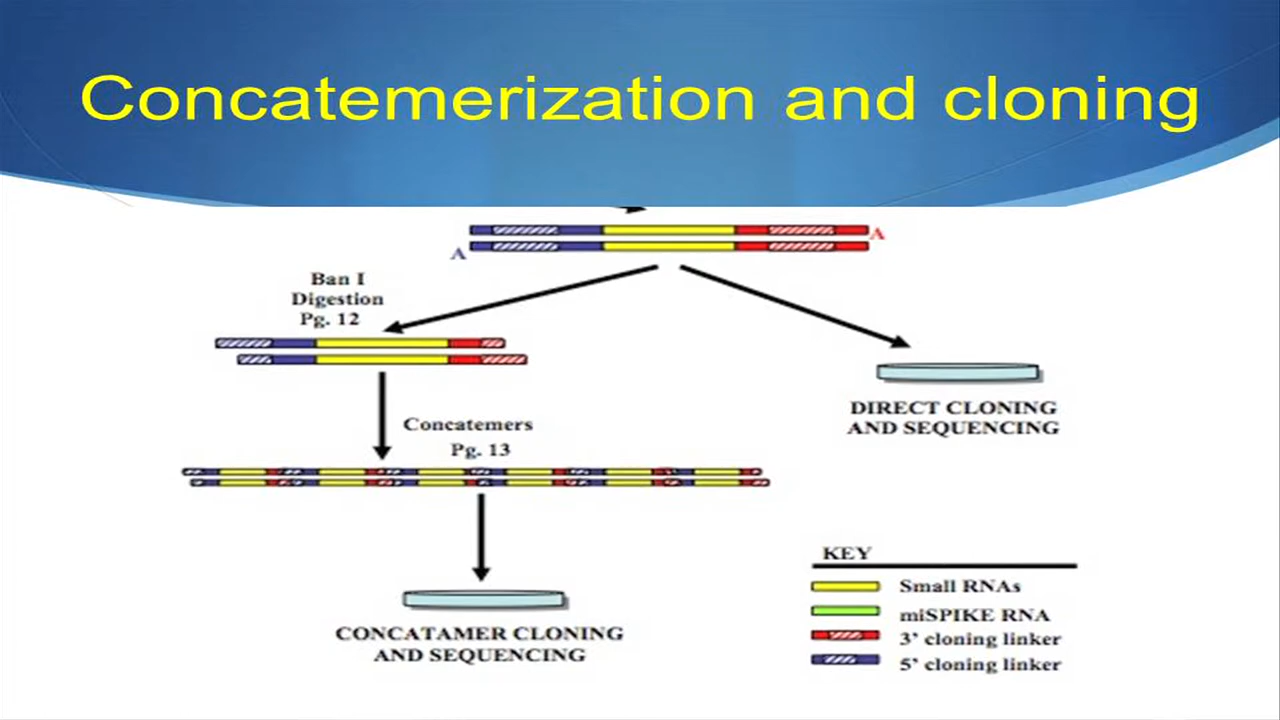 Concatemerization and cloning
A
A
Ban I
Digestion
Pg. 12
DIRECT CLONING
AND SEQUENCING
Concatemers
Pg. 13
CONCATAMER CLONING
AND SEQUENCING
KEY
Small RNAs
miSPIKE RNA
3’ cloning linker
5’ cloning linker